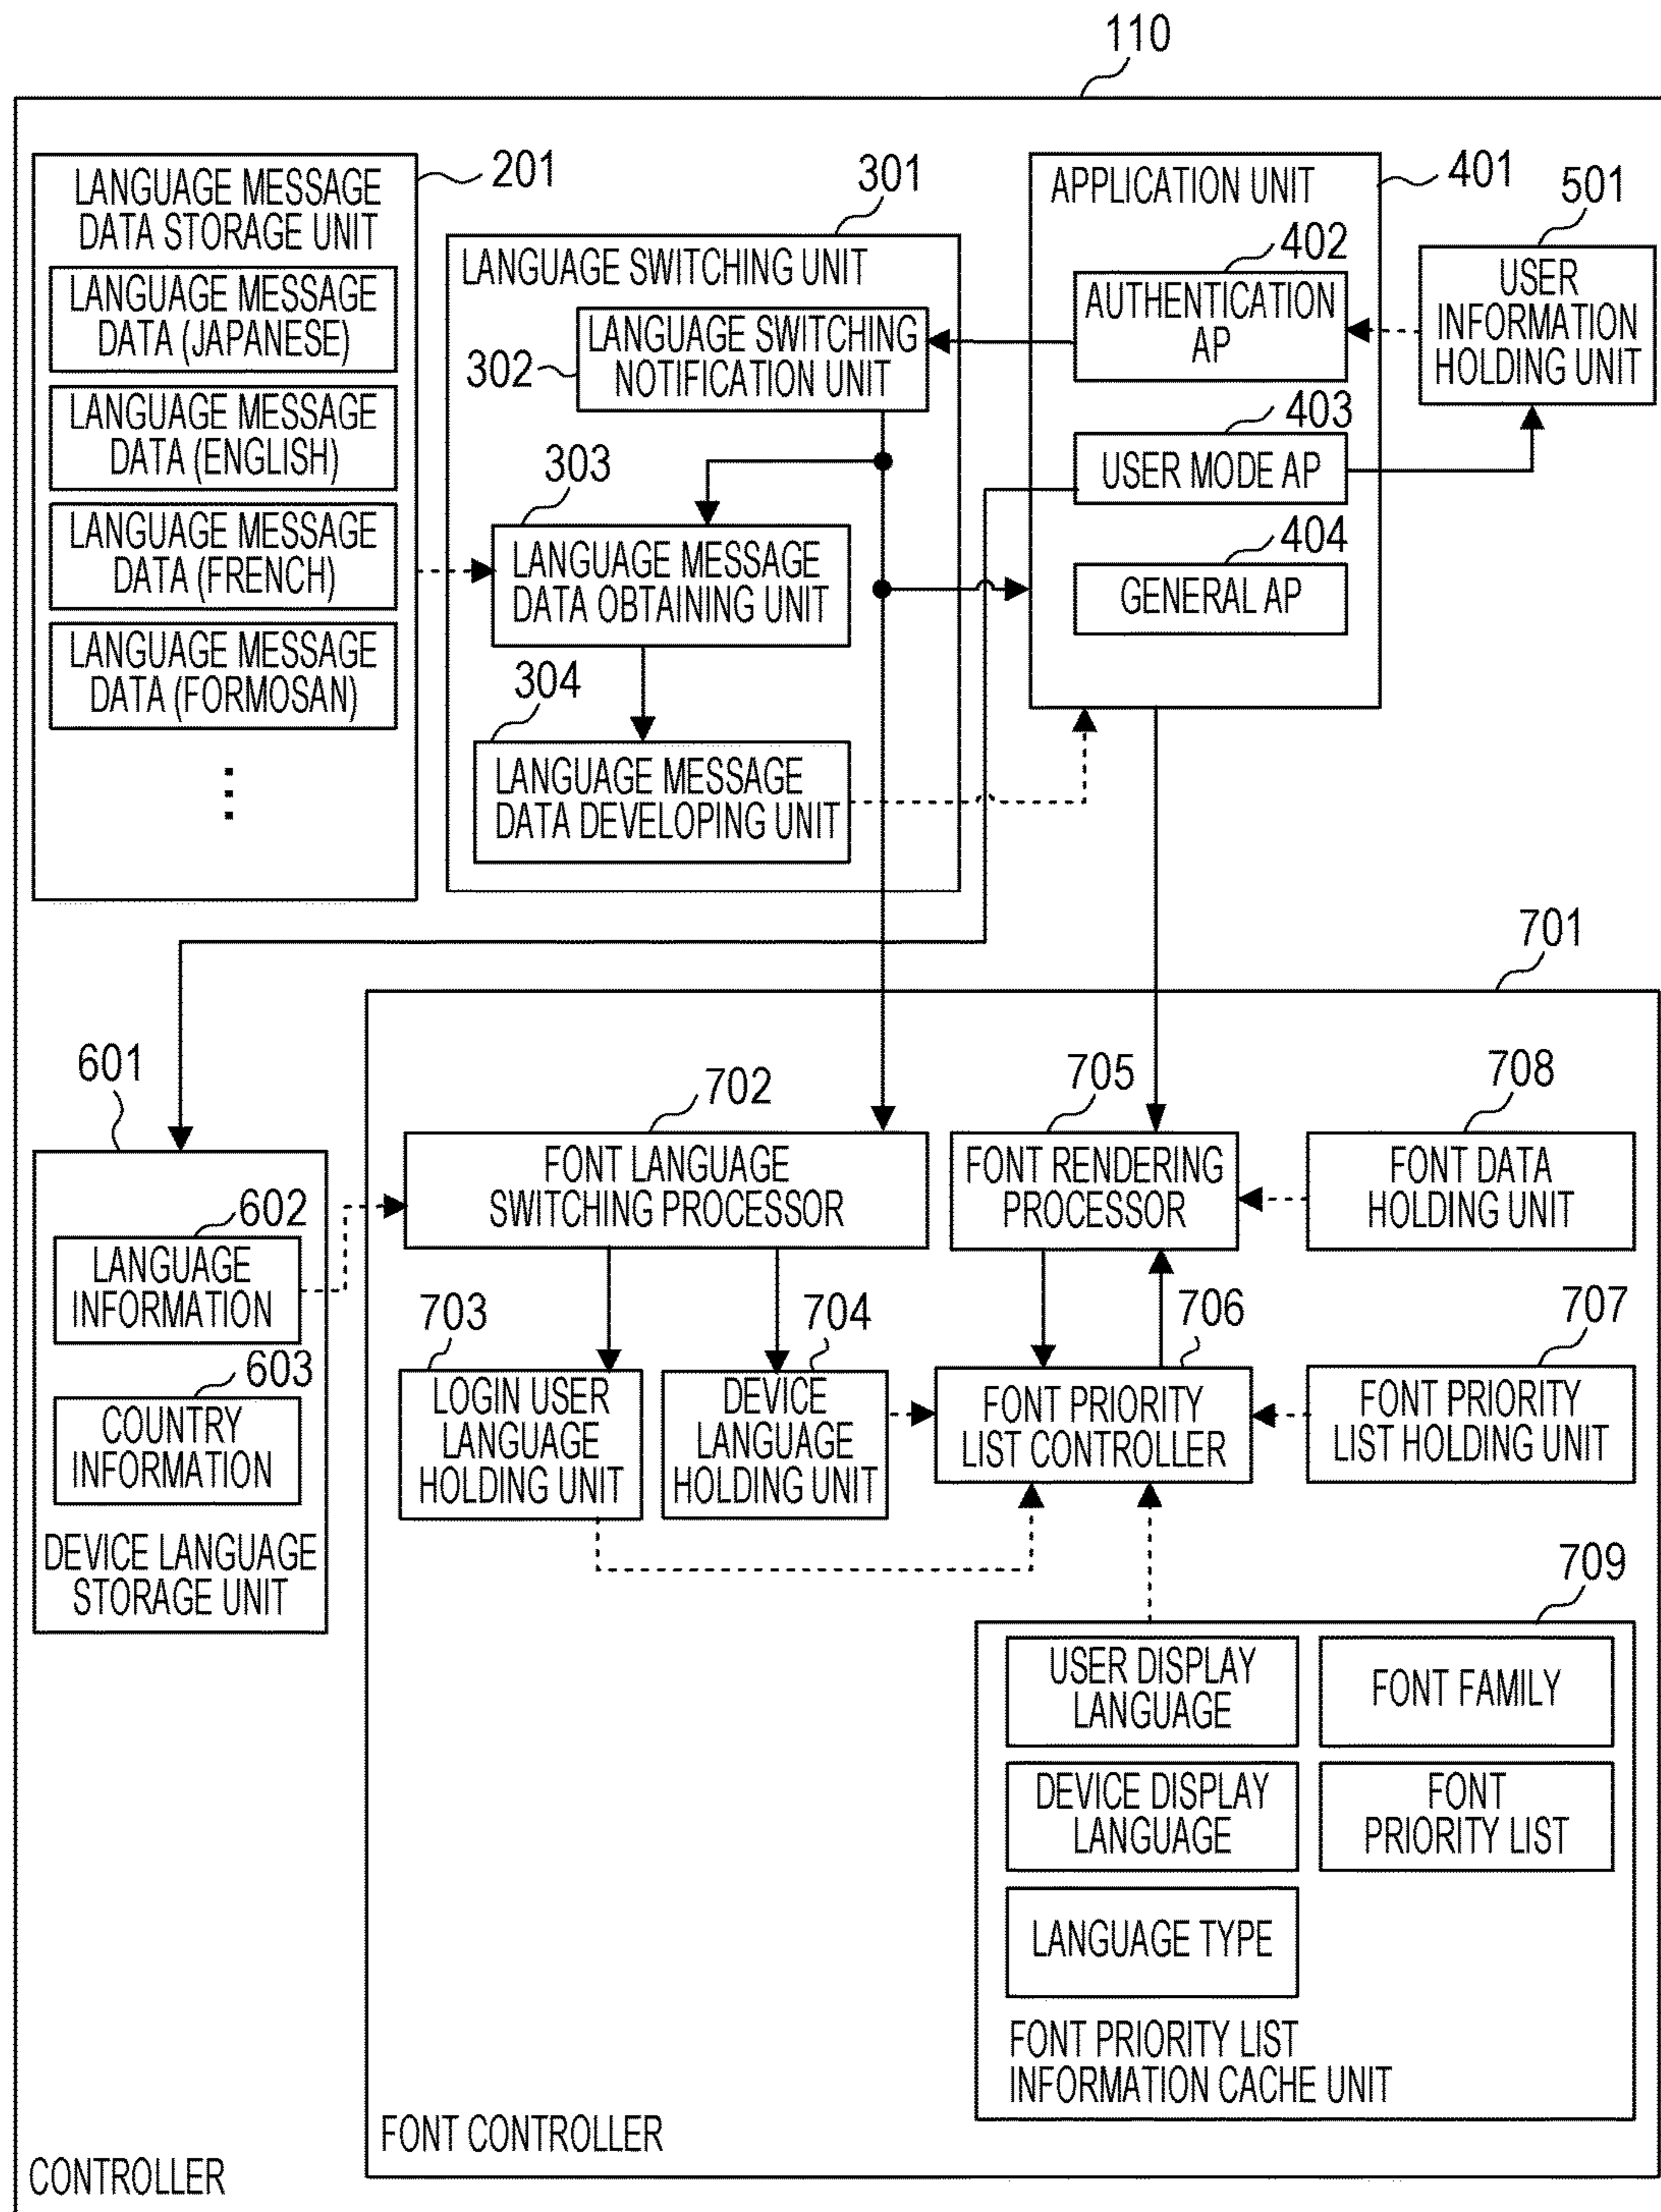 110
LANGUAGE MESSAGE
DATA STORAGE UNIT
201
LANGUAGE MESSAGE
DATA (JAPANESE)
LANGUAGE MESSAGE
DATA (ENGLISH)
LANGUAGE MESSAGE
DATA (FRENCH)
LANGUAGE MESSAGE
DATA (FORMOSAN)
301
LANGUAGE SWITCHING UNIT
LANGUAGE SWITCHING
NOTIFICATION UNIT
302
303
LANGUAGE MESSAGE
DATA OBTAINING UNIT
304
LANGUAGE MESSAGE
DATA DEVELOPING UNIT
APPLICATION UNIT
401
402
AUTHENTICATION
AP
403
USER MODE AP
404
GENERAL AP
501
USER
INFORMATION
HOLDING UNIT
601
602
LANGUAGE
INFORMATION
603
COUNTRY
INFORMATION
DEVICE LANGUAGE
STORAGE UNIT
701
702
FONT LANGUAGE
SWITCHING PROCESSOR
705
FONT RENDERING
PROCESSOR
708
FONT DATA
HOLDING UNIT
703
LOGIN USER
LANGUAGE
HOLDING UNIT
704
DEVICE
LANGUAGE
HOLDING UNIT
706
FONT PRIORITY
LIST CONTROLLER
707
FONT PRIORITY
LIST HOLDING UNIT
709
USER DISPLAY
LANGUAGE
FONT FAMILY
DEVICE DISPLAY
LANGUAGE
FONT
PRIORITY LIST
LANGUAGE TYPE
FONT PRIORITY LIST
INFORMATION CACHE UNIT
FONT CONTROLLER
CONTROLLER